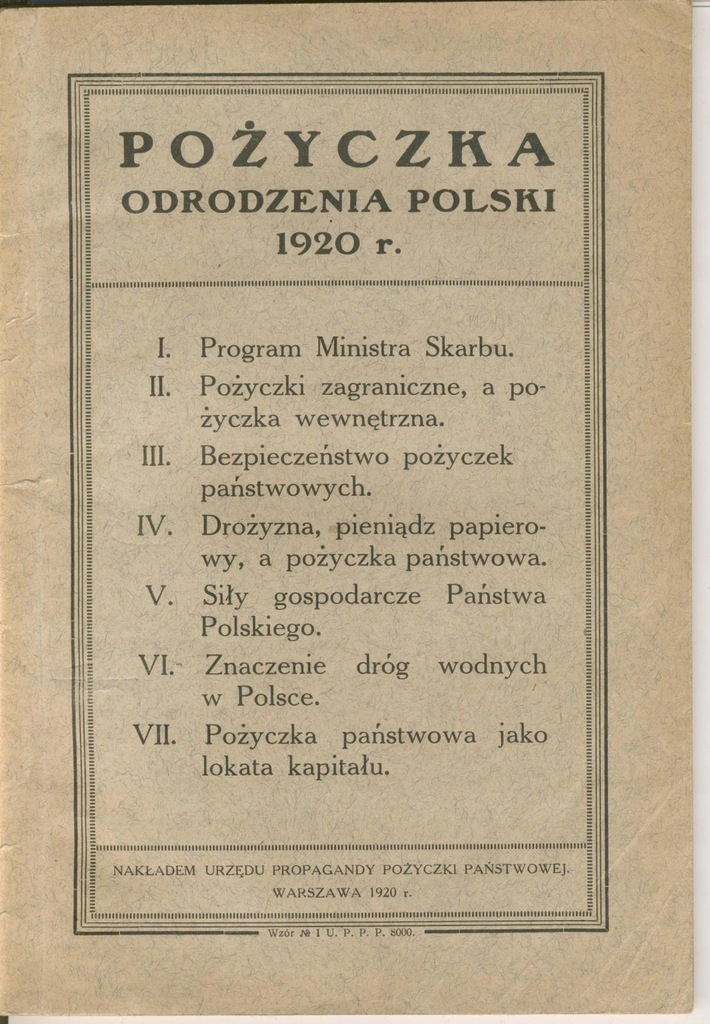 POŻYCZKA
ODRODZENIA POLSKI
1920 r.
I. Program Ministra Skarbu.
II. Pożyczki zagraniczne, a po-
życzka wewnętrzna.
III. Bezpieczeństwo pożyczek
państwowych.
IV. Drożyzna, pieniądz papiero-
wy, a pożyczka państwowa.
V. Siły gospodarcze Państwa
Polskiego.
VI. Znaczenie dróg wodnych
w Polsce.
VII. Pożyczka państwowa jako
lokata kapitału.
NAKŁADEM URZĘDU PROPAGANDY POŻYCZKI PAŃSTWOWEJ.
WARSZAWA 1920 r.
Wzór № 1 U. P. P. P. 8000.